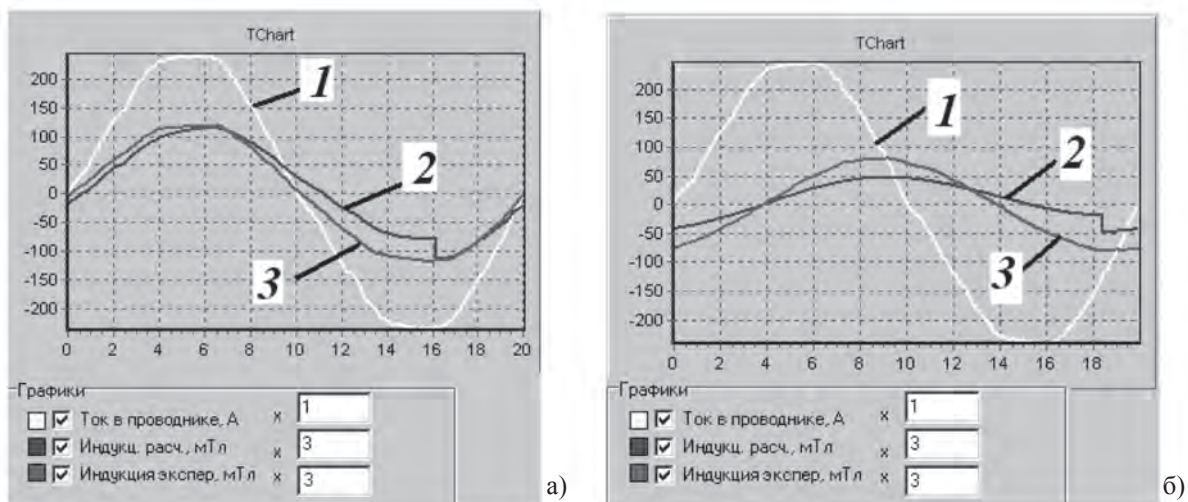 TChart
1
2
3
200
150
100
50
0
-50
-100
-150
-200
0 2 4 6 8 10 12 14 16 18 20
Графики
Ток в проводнике, А x 1
Индукц. расч., мТл x 3
Индукция экспер, мТл x 3
а)
TChart
1
2
3
200
150
100
50
0
-50
-100
-150
-200
0 2 4 6 8 10 12 14 16 18
Графики
Ток в проводнике, А x 1
Индукц. расч., мТл x 3
Индукция экспер, мТл x 3
б)